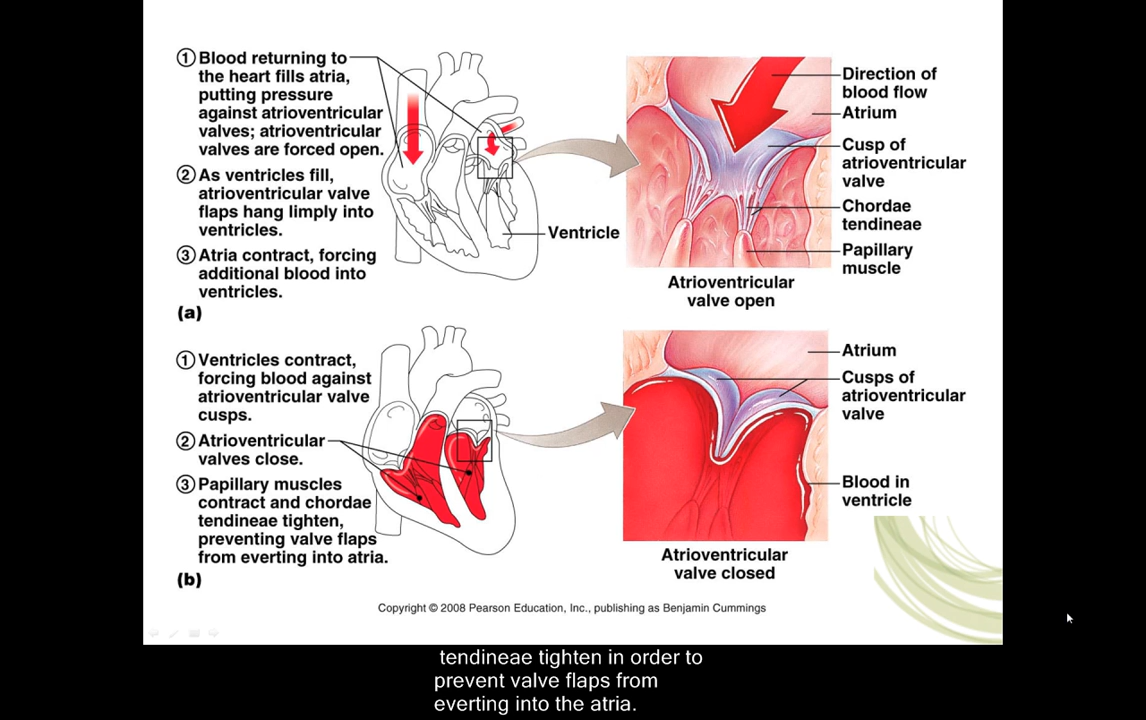 ① Blood returning to
the heart fills atria,
putting pressure
against atrioventricular
valves; atrioventricular
valves are forced open.
② As ventricles fill,
atrioventricular valve
flaps hang limply into
ventricles.
③ Atria contract, forcing
additional blood into
ventricles.
(a)
Ventricle
Direction of
blood flow
Atrium
Cusp of
atrioventricular
valve
Chordae
tendineae
Papillary
muscle
Atrioventricular
valve open
① Ventricles contract,
forcing blood against
atrioventricular valve
cusps.
② Atrioventricular
valves close.
③ Papillary muscles
contract and chordae
tendineae tighten,
preventing valve flaps
from everting into atria.
(b)
Atrium
Cusps of
atrioventricular
valve
Blood in
ventricle
Atrioventricular
valve closed
Copyright © 2008 Pearson Education, Inc., publishing as Benjamin Cummings
tendineae tighten in order to
prevent valve flaps from
everting into the atria.